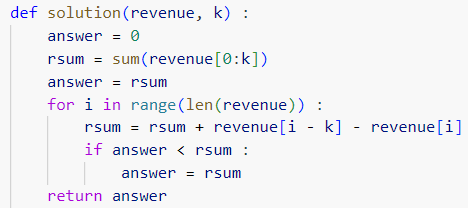 def solution(revenue, k) :
    answer = 0
    rsum = sum(revenue[0:k])
    answer = rsum
    for i in range(len(revenue)) :
        rsum = rsum + revenue[i - k] - revenue[i]
        if answer < rsum :
            answer = rsum
    return answer